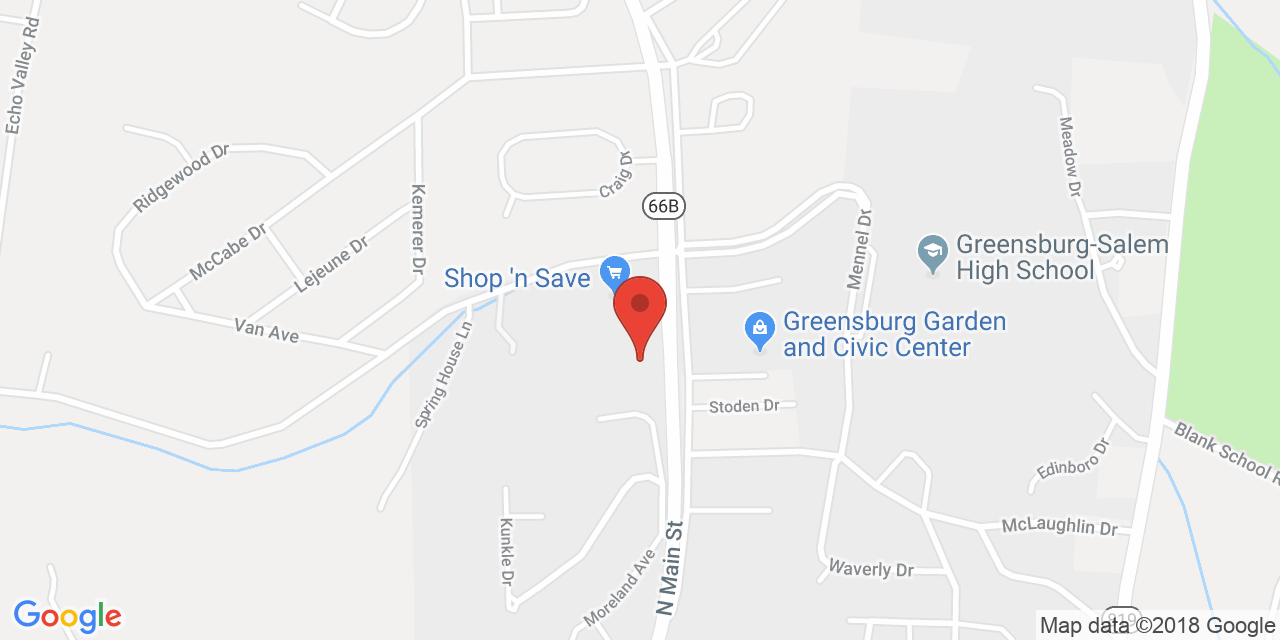 Echo Valley Rd
Ridgewood Dr
McCabe Dr
Lejeune Dr
Kemerer Dr
Van Ave
Craig Dr
66B
Meadow Dr
Mennel Dr
Greensburg-Salem
High School
Shop 'n Save
Greensburg Garden
and Civic Center
Spring House Ln
Stoden Dr
Edinboro Dr
Blank School R
McLaughlin Dr
Kunkle Dr
Moreland Ave
N Main St
Waverly Dr
819
Google
Map data ©2018 Google